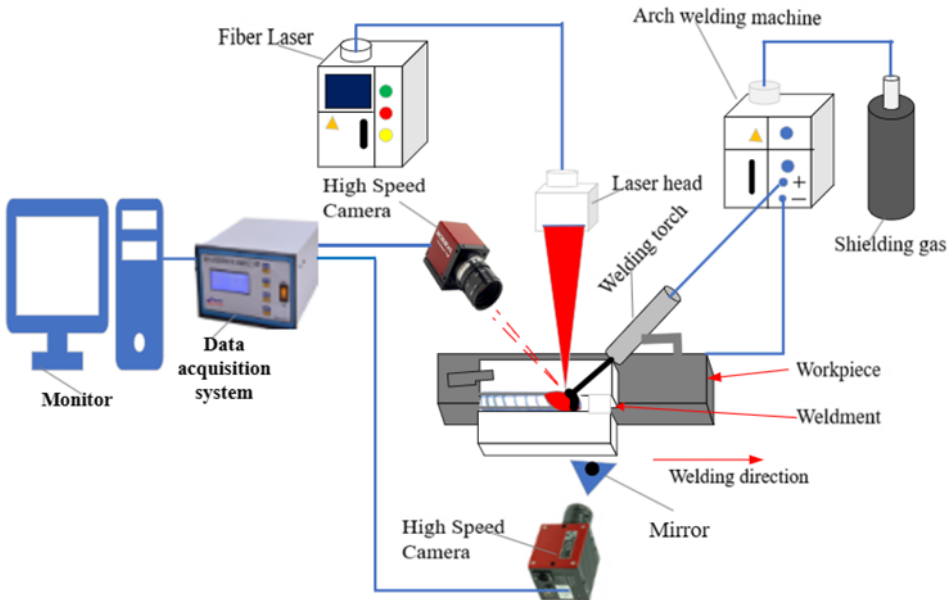 Arch welding machine
Fiber Laser
High Speed
Camera
Laser head
+
−
Welding torch
Shielding gas
Data
acquisition
system
Monitor
Workpiece
Weldment
Welding direction
High Speed
Camera
Mirror